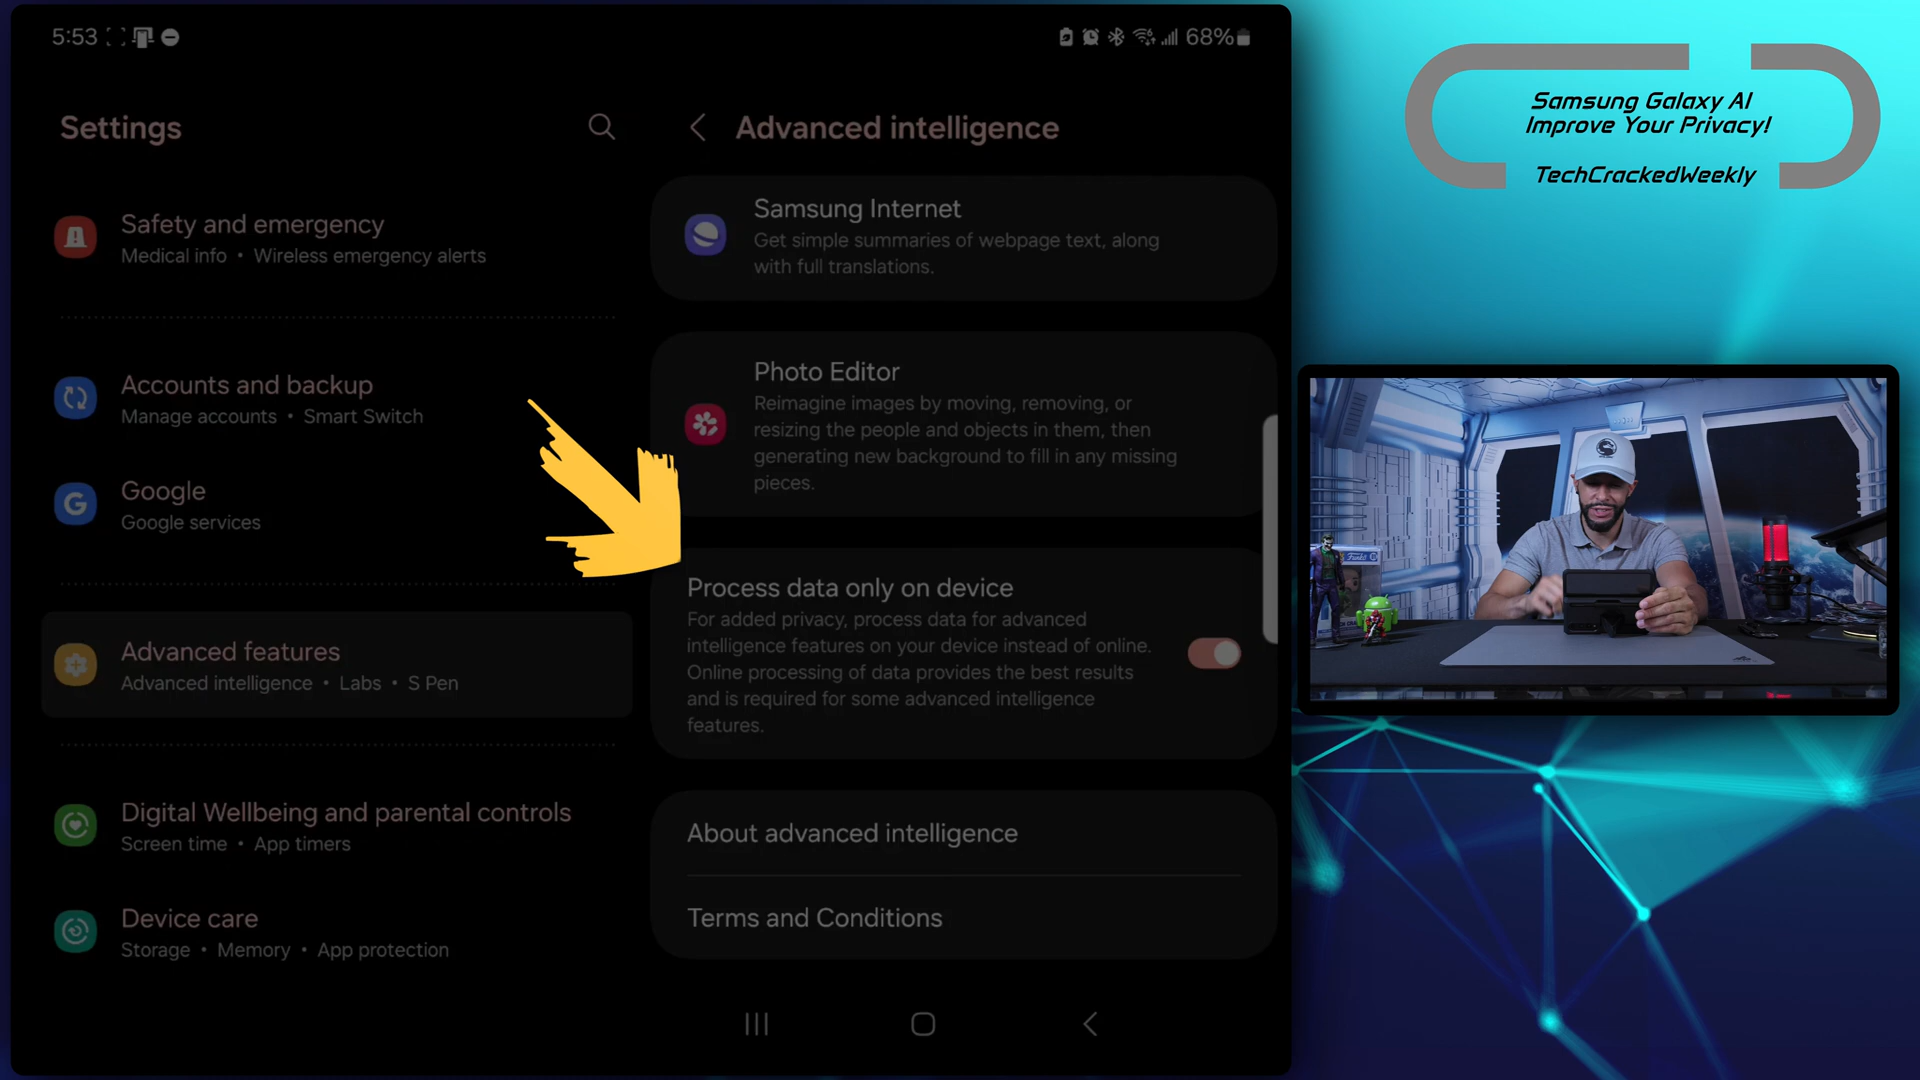 5:53
68%
Settings
Safety and emergency
Medical info • Wireless emergency alerts
Accounts and backup
Manage accounts • Smart Switch
Google
Google services
Advanced features
Advanced intelligence • Labs • S Pen
Digital Wellbeing and parental controls
Screen time • App timers
Device care
Storage • Memory • App protection
Advanced intelligence
Samsung Internet
Get simple summaries of webpage text, along
with full translations.
Photo Editor
Reimagine images by moving, removing, or
resizing the people and objects in them, then
generating new background to fill in any missing
pieces.
Process data only on device
For added privacy, process data for advanced
intelligence features on your device instead of online.
Online processing of data provides the best results
and is required for some advanced intelligence
features.
About advanced intelligence
Terms and Conditions
Samsung Galaxy AI
Improve Your Privacy!
TechCrackedWeekly